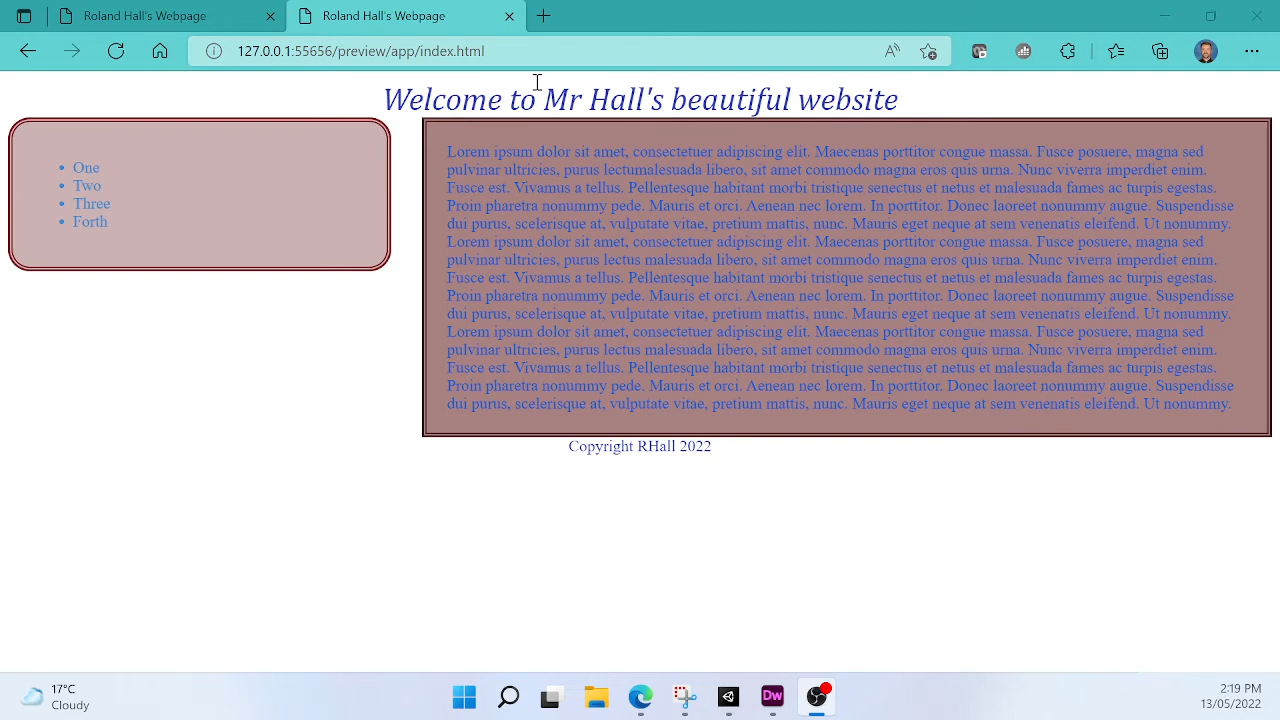 Roland Hall's Webpage
Roland Hall's Webpage
127.0.0.1:55656/preview/app/index.html
Welcome to Mr Hall's beautiful website
One
Two
Three
Forth
Lorem ipsum dolor sit amet, consectetuer adipiscing elit. Maecenas porttitor congue massa. Fusce posuere, magna sed
pulvinar ultricies, purus lectumalesuada libero, sit amet commodo magna eros quis urna. Nunc viverra imperdiet enim.
Fusce est. Vivamus a tellus. Pellentesque habitant morbi tristique senectus et netus et malesuada fames ac turpis egestas.
Proin pharetra nonummy pede. Mauris et orci. Aenean nec lorem. In porttitor. Donec laoreet nonummy augue. Suspendisse
dui purus, scelerisque at, vulputate vitae, pretium mattis, nunc. Mauris eget neque at sem venenatis eleifend. Ut nonummy.
Lorem ipsum dolor sit amet, consectetuer adipiscing elit. Maecenas porttitor congue massa. Fusce posuere, magna sed
pulvinar ultricies, purus lectus malesuada libero, sit amet commodo magna eros quis urna. Nunc viverra imperdiet enim.
Fusce est. Vivamus a tellus. Pellentesque habitant morbi tristique senectus et netus et malesuada fames ac turpis egestas.
Proin pharetra nonummy pede. Mauris et orci. Aenean nec lorem. In porttitor. Donec laoreet nonummy augue. Suspendisse
dui purus, scelerisque at, vulputate vitae, pretium mattis, nunc. Mauris eget neque at sem venenatis eleifend. Ut nonummy.
Lorem ipsum dolor sit amet, consectetuer adipiscing elit. Maecenas porttitor congue massa. Fusce posuere, magna sed
pulvinar ultricies, purus lectus malesuada libero, sit amet commodo magna eros quis urna. Nunc viverra imperdiet enim.
Fusce est. Vivamus a tellus. Pellentesque habitant morbi tristique senectus et netus et malesuada fames ac turpis egestas.
Proin pharetra nonummy pede. Mauris et orci. Aenean nec lorem. In porttitor. Donec laoreet nonummy augue. Suspendisse
dui purus, scelerisque at, vulputate vitae, pretium mattis, nunc. Mauris eget neque at sem venenatis eleifend. Ut nonummy.
Copyright RHall 2022
17°C
Cloudy
Dw
2:19 PM
13/05/2022